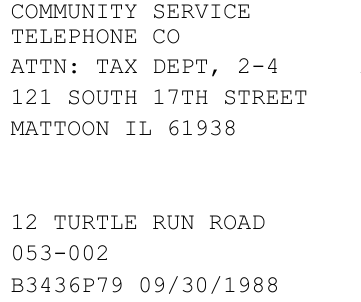 COMMUNITY SERVICE
TELEPHONE CO
ATTN: TAX DEPT, 2-4
121 SOUTH 17TH STREET
MATTOON IL 61938
12 TURTLE RUN ROAD
053-002
B3436P79 09/30/1988